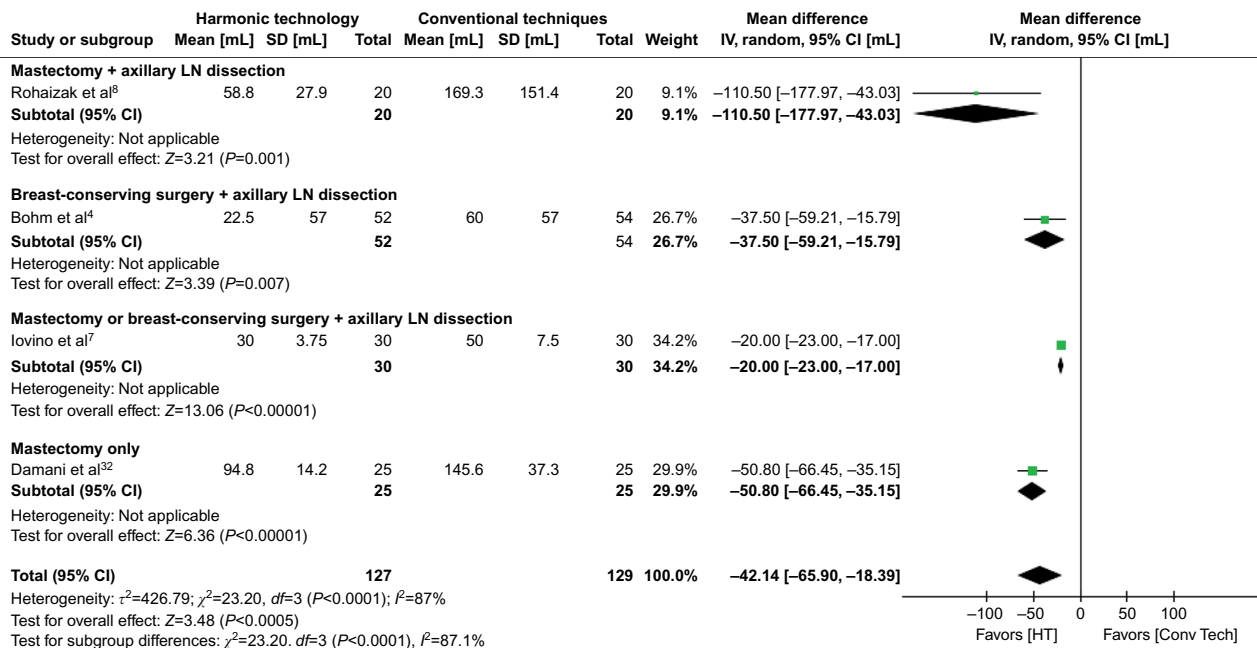 Harmonic technology Conventional techniques Mean difference Mean difference
Study or subgroup Mean [mL] SD [mL] Total Mean [mL] SD [mL] Total Weight IV, random, 95% CI [mL] IV, random, 95% CI [mL]
Mastectomy + axillary LN dissection
Rohaizak et al⁸ 58.8 27.9 20 169.3 151.4 20 9.1% –110.50 [–177.97, –43.03]
Subtotal (95% CI) 20 20 9.1% –110.50 [–177.97, –43.03]
Heterogeneity: Not applicable
Test for overall effect: Z=3.21 (P=0.001)
Breast-conserving surgery + axillary LN dissection
Bohm et al⁴ 22.5 57 52 60 57 54 26.7% –37.50 [–59.21, –15.79]
Subtotal (95% CI) 52 54 26.7% –37.50 [–59.21, –15.79]
Heterogeneity: Not applicable
Test for overall effect: Z=3.39 (P=0.007)
Mastectomy or breast-conserving surgery + axillary LN dissection
Iovino et al⁷ 30 3.75 30 50 7.5 30 34.2% –20.00 [–23.00, –17.00]
Subtotal (95% CI) 30 30 34.2% –20.00 [–23.00, –17.00]
Heterogeneity: Not applicable
Test for overall effect: Z=13.06 (P<0.00001)
Mastectomy only
Damani et al³² 94.8 14.2 25 145.6 37.3 25 29.9% –50.80 [–66.45, –35.15]
Subtotal (95% CI) 25 25 29.9% –50.80 [–66.45, –35.15]
Heterogeneity: Not applicable
Test for overall effect: Z=6.36 (P<0.00001)
Total (95% CI) 127 129 100.0% –42.14 [–65.90, –18.39]
Heterogeneity: τ²=426.79; χ²=23.20, df=3 (P<0.0001); I²=87%
Test for overall effect: Z=3.48 (P<0.0005)
Test for subgroup differences: χ²=23.20. df=3 (P<0.0001), I²=87.1%
–100 –50 0 50 100
Favors [HT] Favors [Conv Tech]